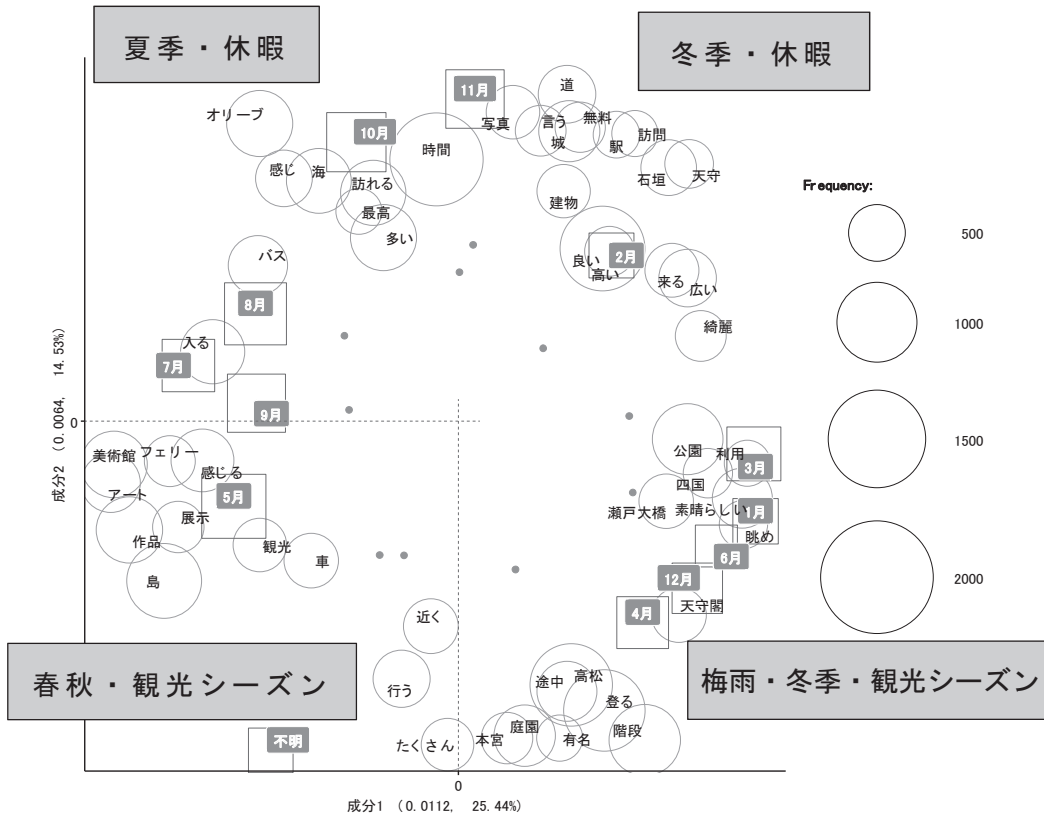 夏季・休暇
冬季・休暇
11月
道
オリーブ
写真
言う
無料
10月
城
駅
訪問
時間
感じ
海
訪れる
石垣
天守
最高
建物
多い
バス
良い
2月
高い
来る
広い
8月
綺麗
入る
7月
9月
Frequency:
500
1000
1500
2000
成分2 (0.0064, 14.53%)
0
美術館
フェリー
感じる
公園
利用
3月
アート
5月
四国
瀬戸大橋
素晴らしい
1月
展示
作品
観光
眺め
車
6月
島
12月
天守閣
近く
4月
春秋・観光シーズン
梅雨・冬季・観光シーズン
行う
途中
高松
登る
不明
たくさん
本宮
庭園
有名
階段
0
成分1 (0.0112, 25.44%)